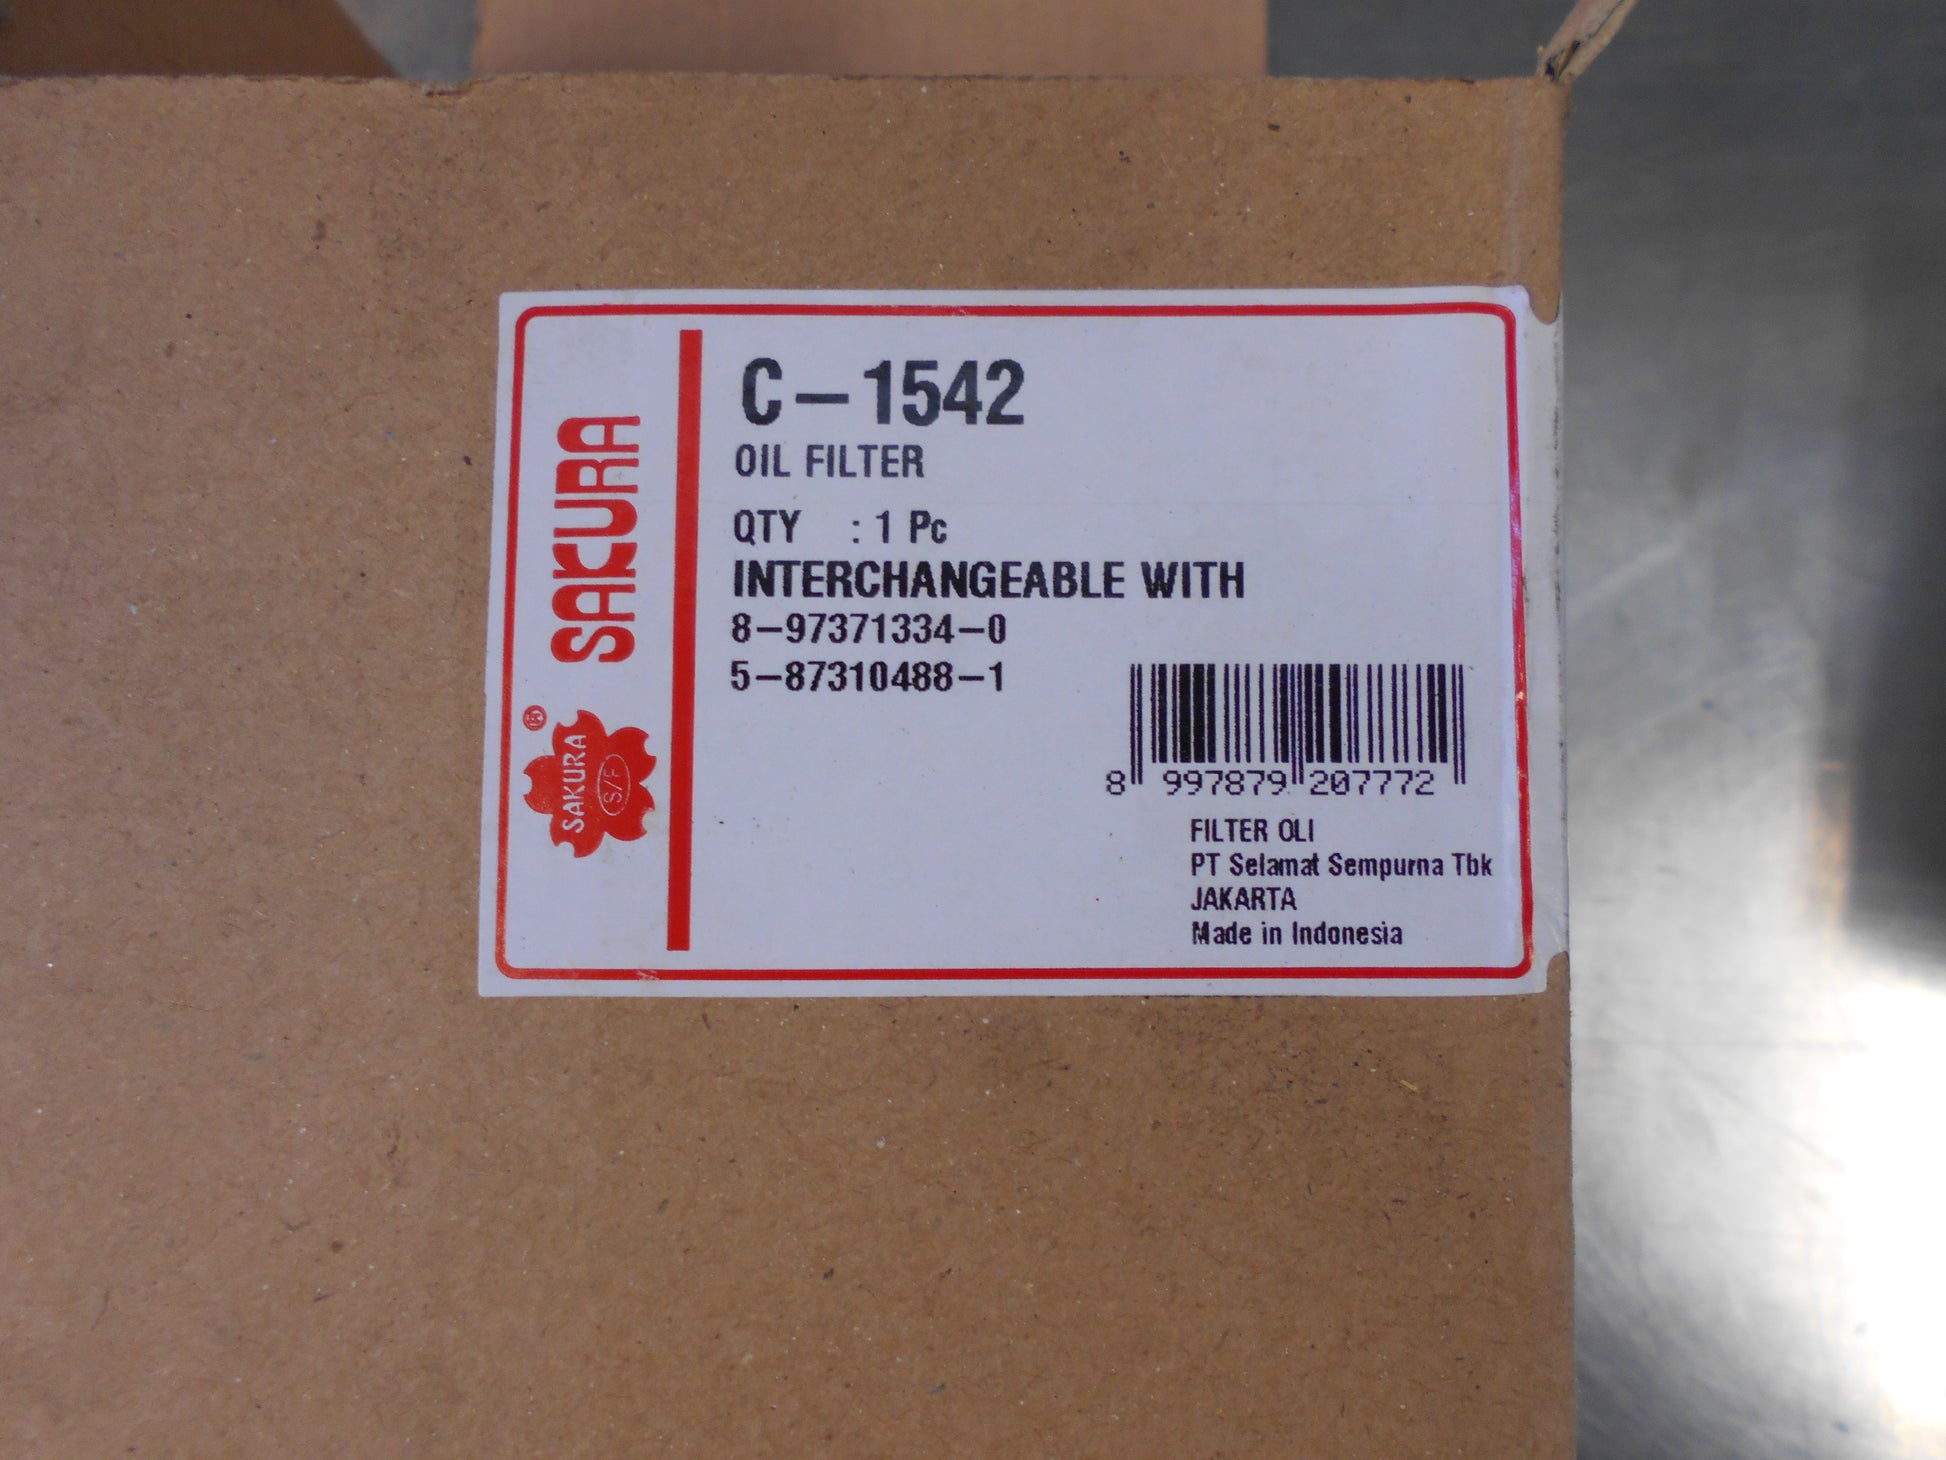 SAKURA
®
SAKURA
S/F
C-1542
OIL FILTER
QTY : 1 Pc
INTERCHANGEABLE WITH
8-97371334-0
5-87310488-1
8 997879 207772
FILTER OLI
PT Selamat Sempurna Tbk
JAKARTA
Made in Indonesia